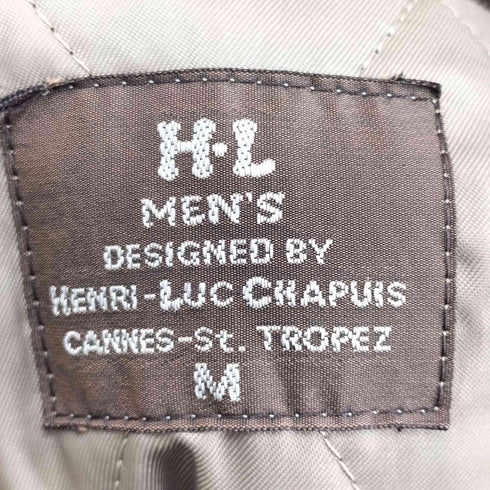 H·L
MEN'S
DESIGNED BY
HENRI-LUC CHAPUIS
CANNES-St. TROPEZ
M